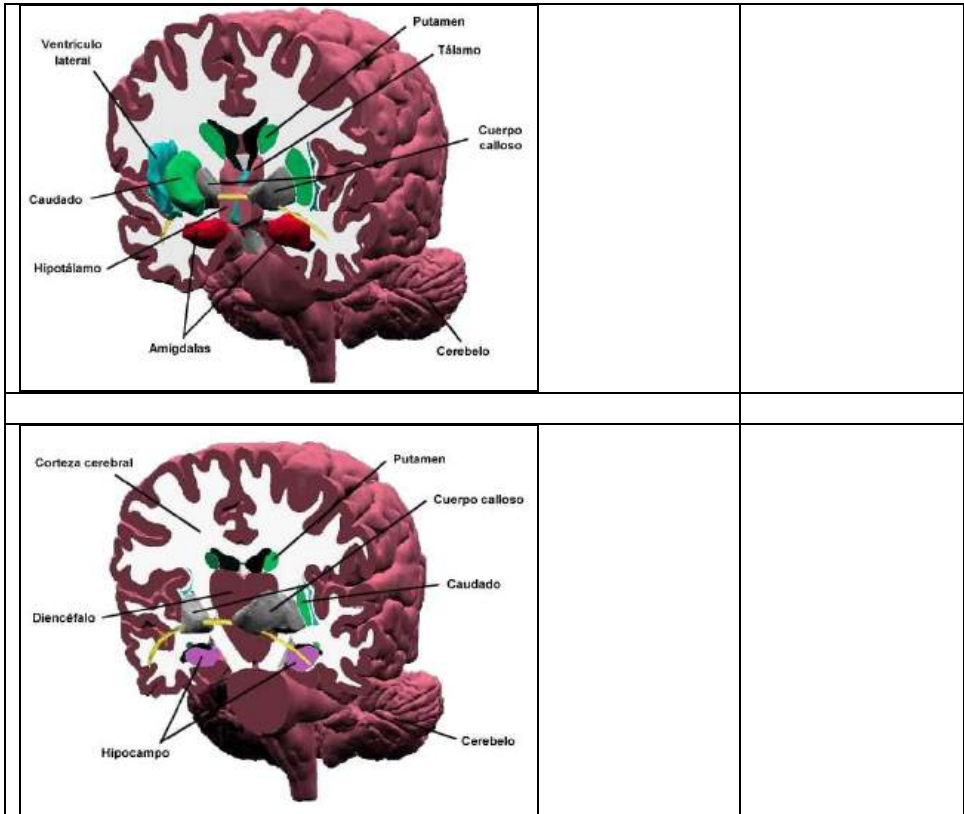 Putamen
Ventrículo
lateral
Tálamo
Cuerpo
calloso
Caudado
Hipotálamo
Amígdalas
Cerebelo
Corteza cerebral
Putamen
Cuerpo calloso
Caudado
Diencéfalo
Hipocampo
Cerebelo